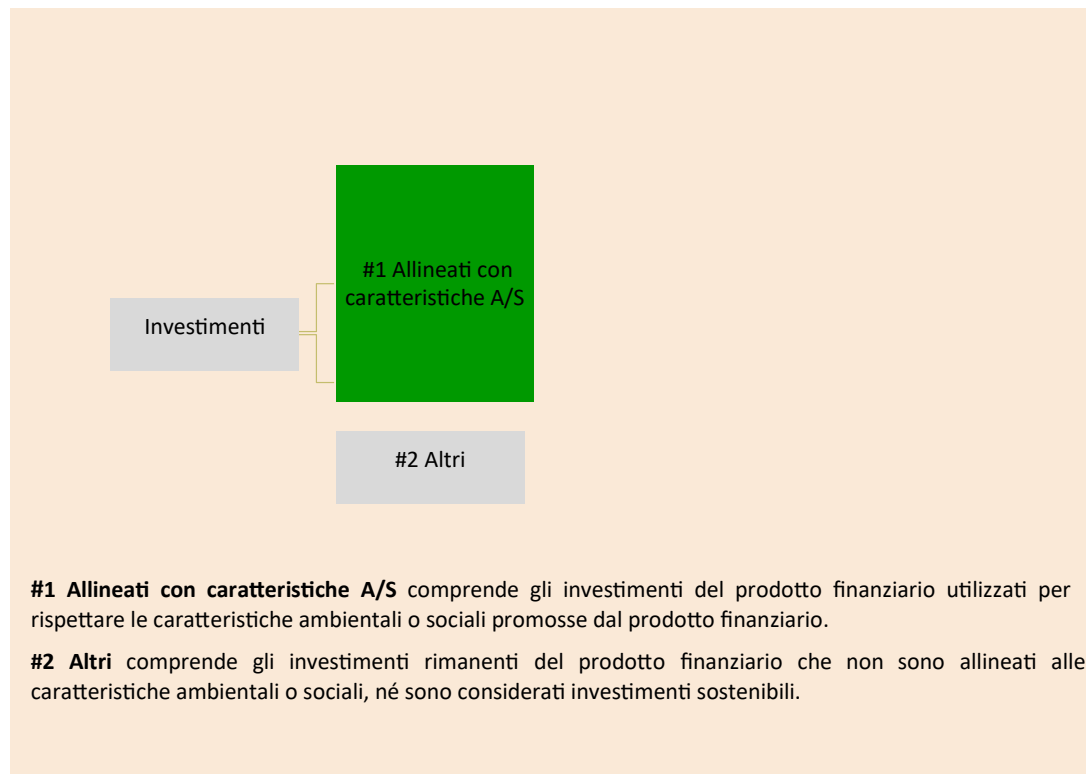 #1 Allineati con
caratteristiche A/S
Investimenti
#2 Altri
#1 Allineati con caratteristiche A/S comprende gli investimenti del prodotto finanziario utilizzati per
rispettare le caratteristiche ambientali o sociali promosse dal prodotto finanziario.
#2 Altri comprende gli investimenti rimanenti del prodotto finanziario che non sono allineati alle
caratteristiche ambientali o sociali, né sono considerati investimenti sostenibili.